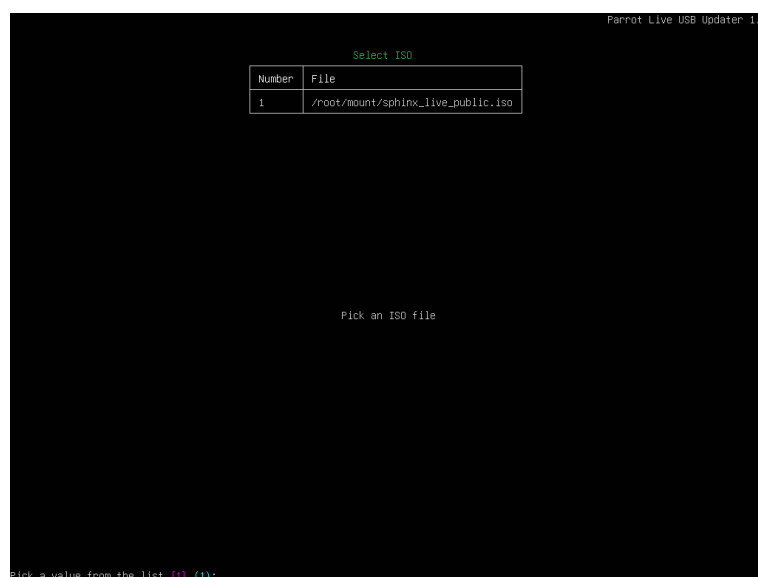 Parrot Live USB Updater 1.
Select ISO
Number File
1 /root/mount/sphinx_live_public.iso
Pick an ISO file
Pick a value from the list [1] (1):